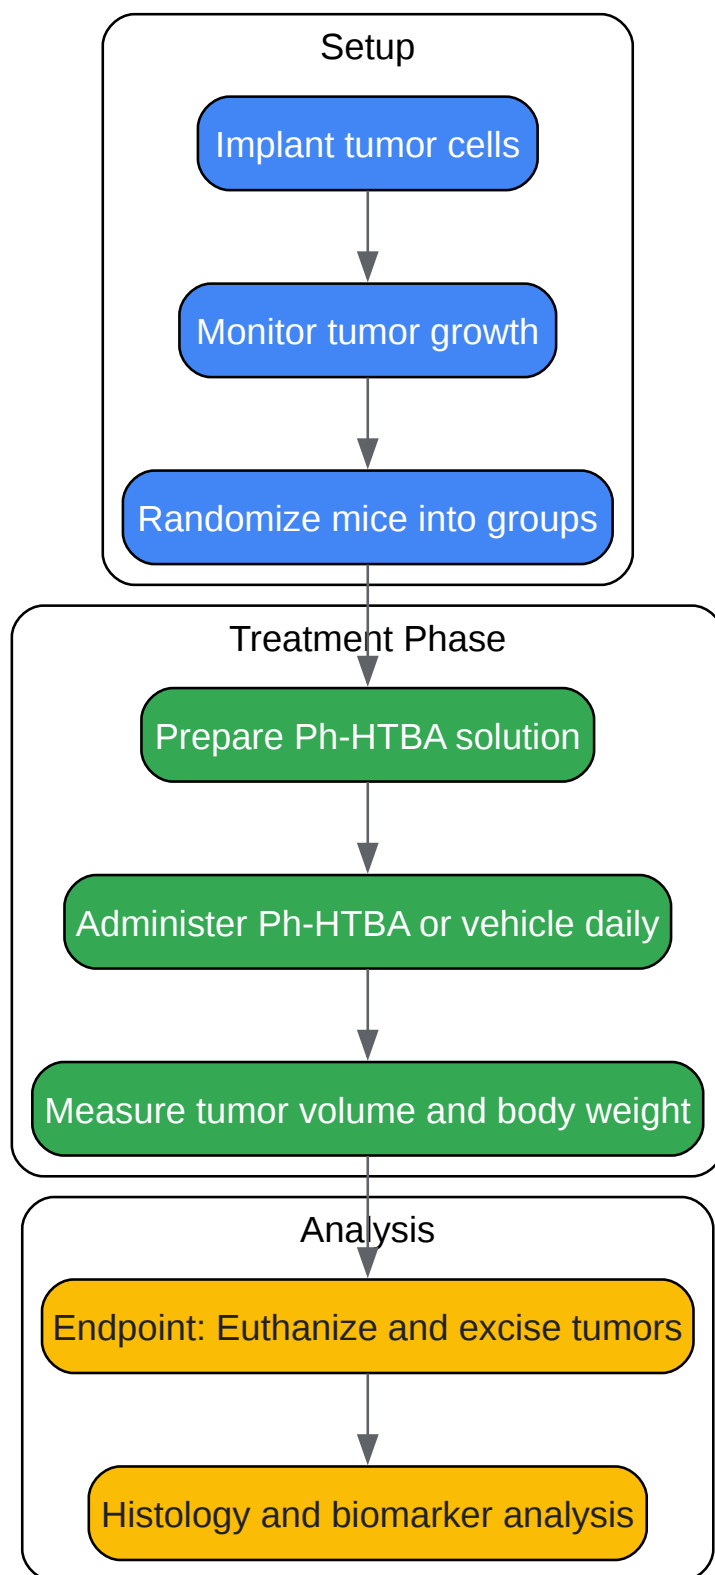 Setup
Implant tumor cells
Monitor tumor growth
Randomize mice into groups
Treatment Phase
Prepare Ph-HTBA solution
Administer Ph-HTBA or vehicle daily
Measure tumor volume and body weight
Analysis
Endpoint: Euthanize and excise tumors
Histology and biomarker analysis